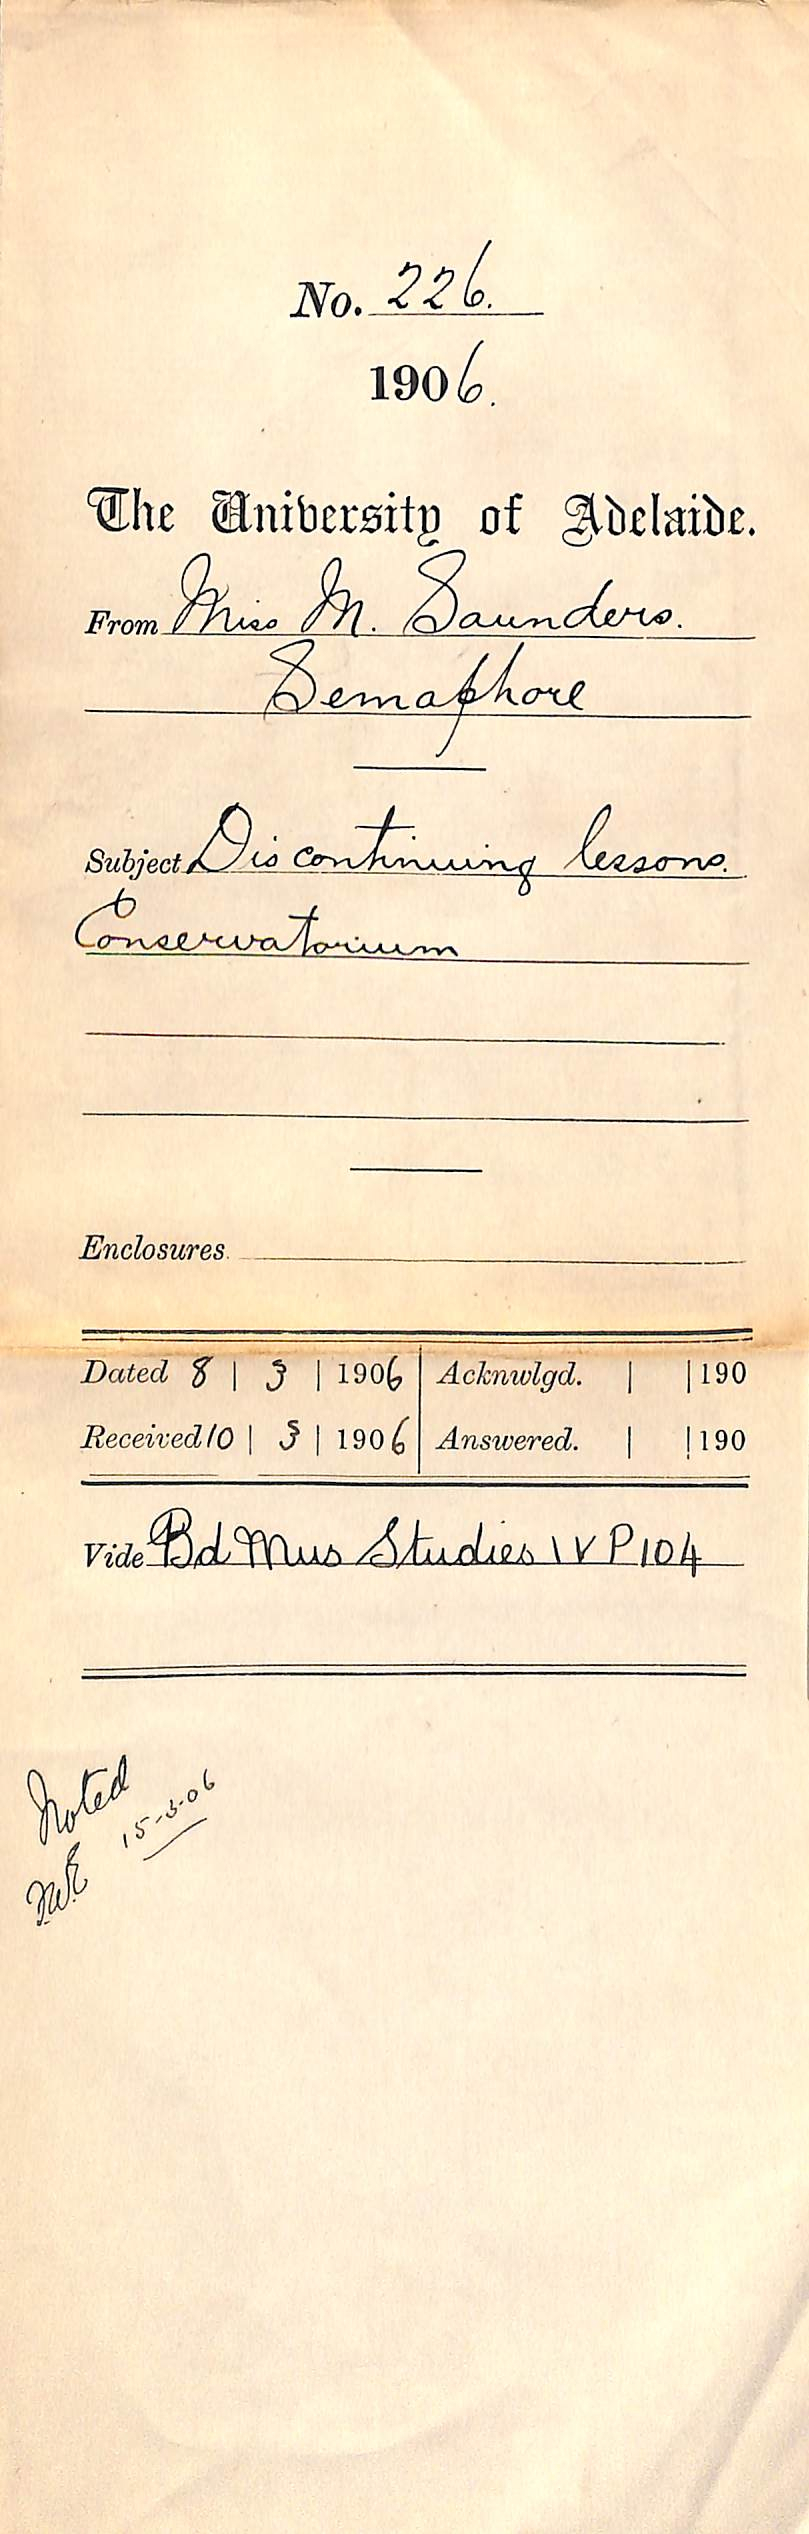 No. 226.
1906.
The University of Adelaide.
From Miss M. Saunders.
Semaphore
Subject Discontinuing lessons.
Conservatorium
Enclosures.
Dated 8 | 3 | 1906 Acknwlgd. | |190
Received 10 | 3 | 1906 Answered. | |190
Vide Bd Mus Studies IV P104
Noted
15-3-06